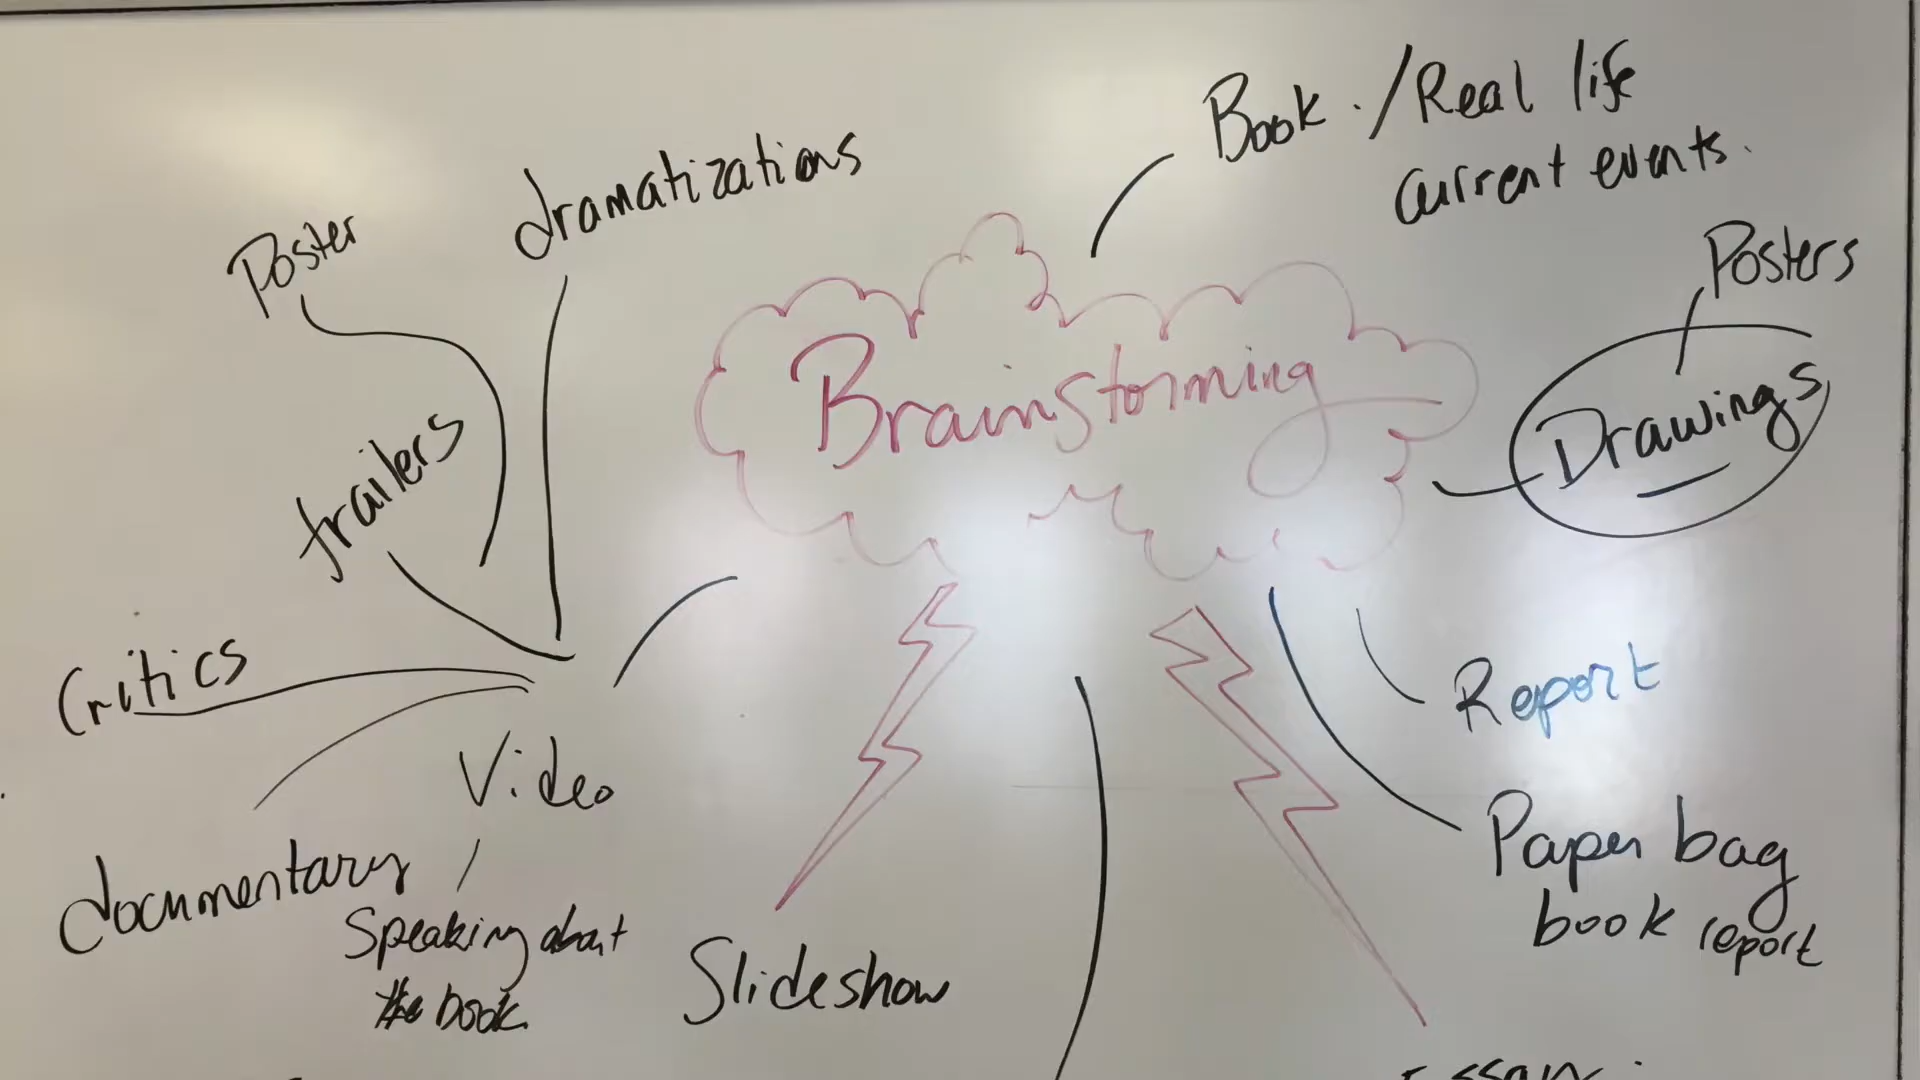 Book /Real life
current events.
dramatizations
Poster
Posters
Brainstorming
Drawings
trailers
Critics
Report
Video
Paper bag
book report
documentary
Speaking about
the book
Slideshow